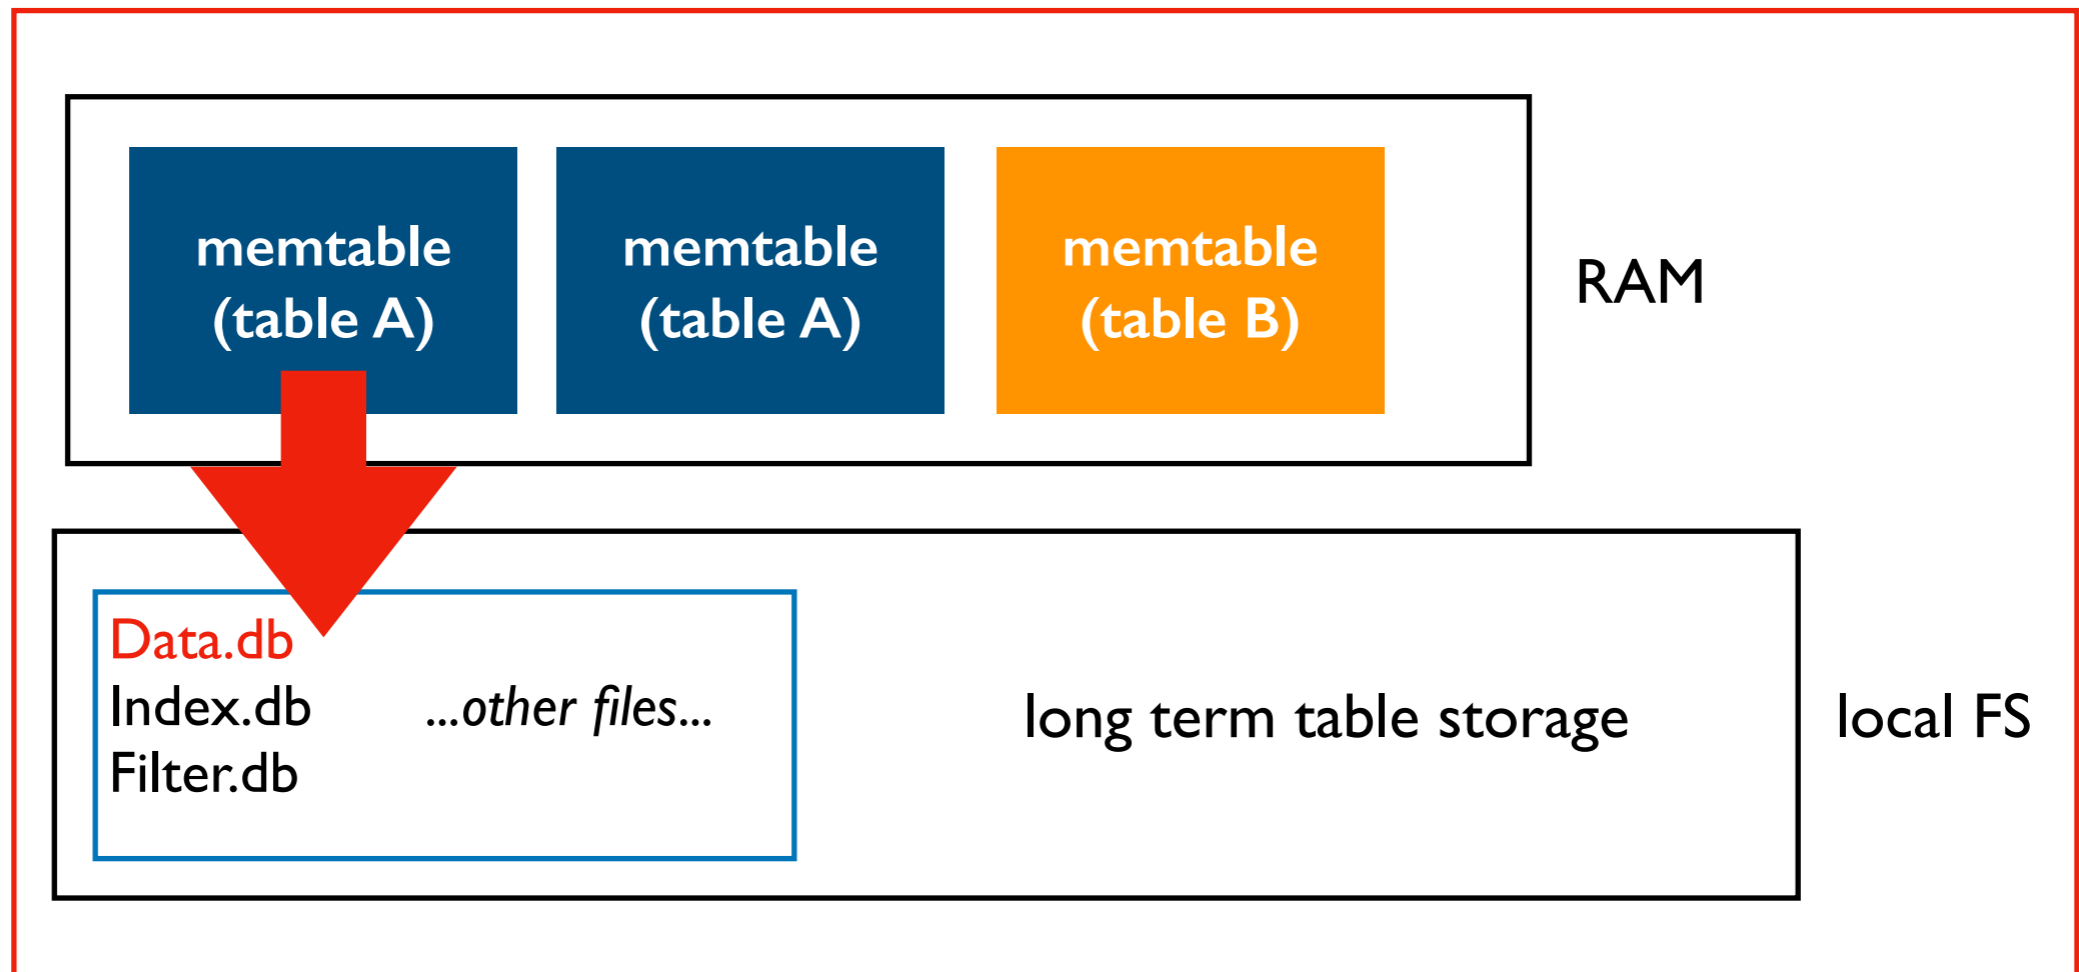 memtable
(table A)
memtable
(table A)
memtable
(table B)
RAM
Data.db
Index.db
Filter.db
...other files...
long term table storage
local FS